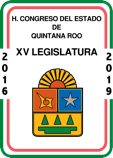 H. CONGRESO DEL ESTADO
DE
QUINTANA ROO
XV LEGISLATURA
2016
2019